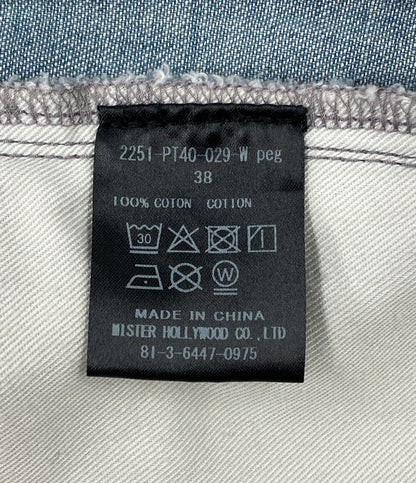 2251-PT40-029-W peg
38
100% COTON COTTON
30
W
MADE IN CHINA
MISTER HOLLYWOOD CO.,LTD
81-3-6447-0975